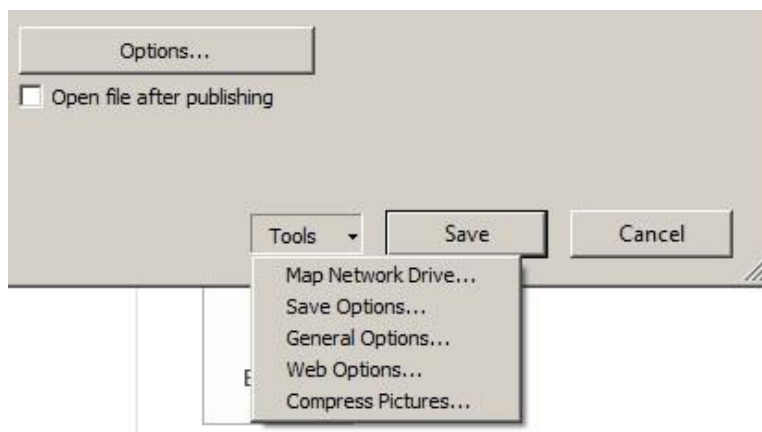 Options...
Open file after publishing
Tools
Save
Cancel
Map Network Drive...
Save Options...
General Options...
Web Options...
Compress Pictures...